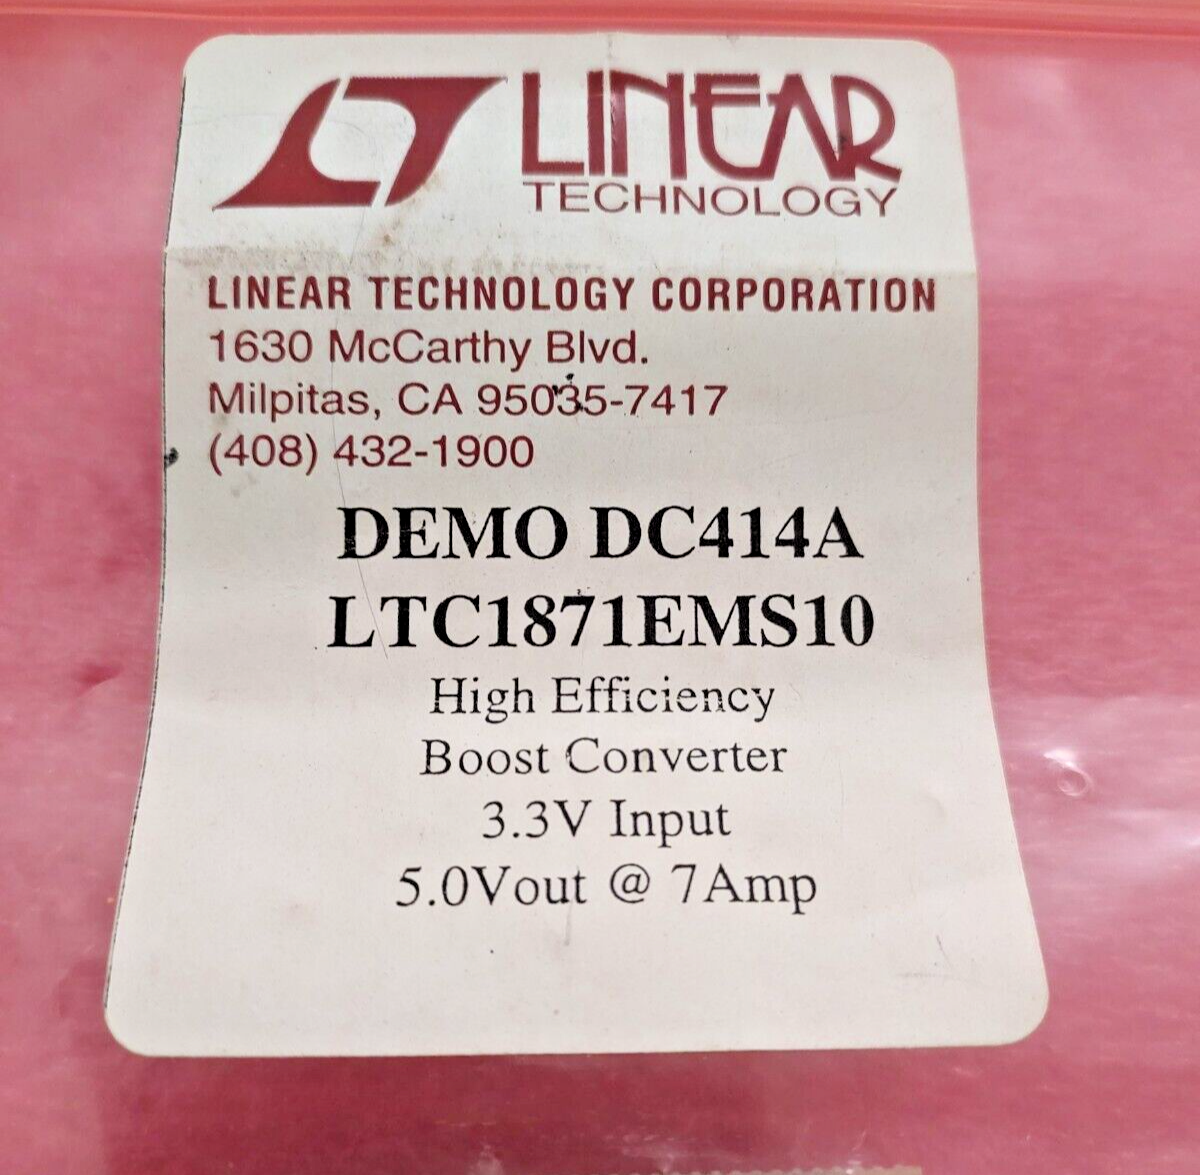 LINEAR
TECHNOLOGY
LINEAR TECHNOLOGY CORPORATION
1630 McCarthy Blvd.
Milpitas, CA 95035-7417
(408) 432-1900
DEMO DC414A
LTC1871EMS10
High Efficiency
Boost Converter
3.3V Input
5.0Vout @ 7Amp